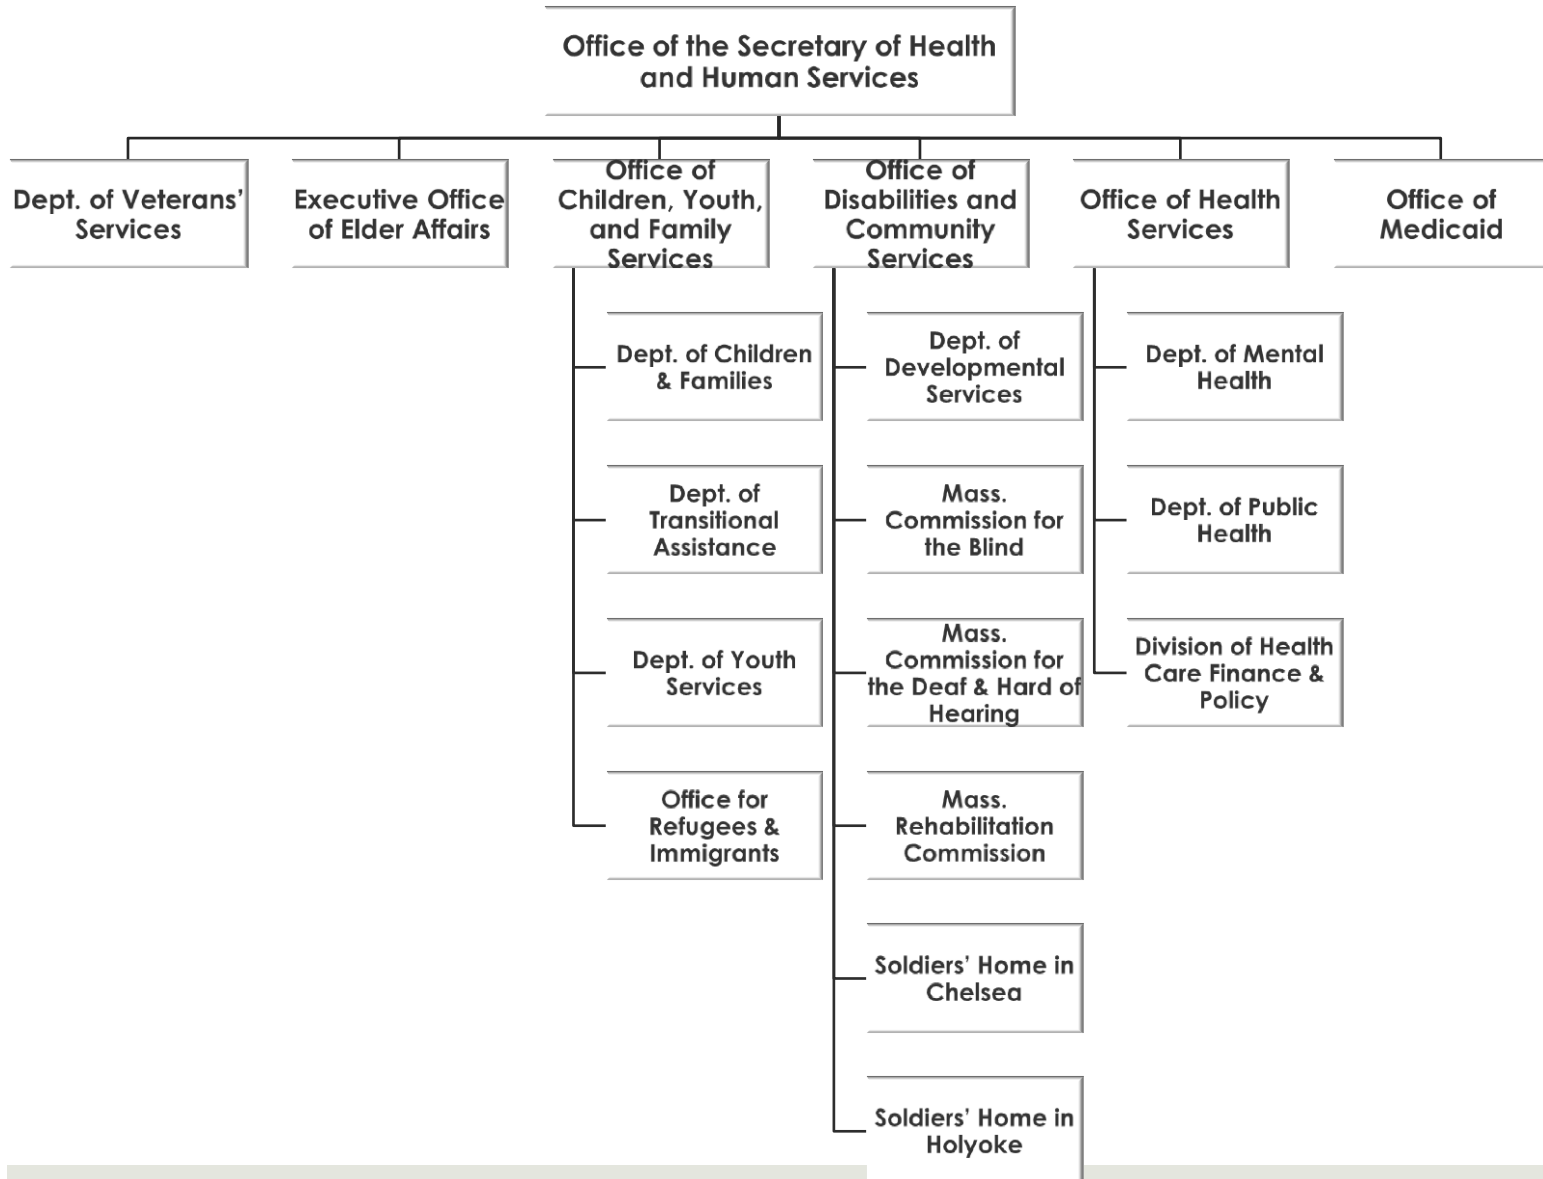 Office of the Secretary of Health
and Human Services
Dept. of Veterans’
Services
Executive Office
of Elder Affairs
Office of
Children, Youth,
and Family
Services
Office of
Disabilities and
Community
Services
Office of Health
Services
Office of
Medicaid
Dept. of Children
& Families
Dept. of
Transitional
Assistance
Dept. of Youth
Services
Office for
Refugees &
Immigrants
Dept. of
Developmental
Services
Mass.
Commission for
the Blind
Mass.
Commission for
the Deaf & Hard of
Hearing
Mass.
Rehabilitation
Commission
Soldiers’ Home in
Chelsea
Soldiers’ Home in
Holyoke
Dept. of Mental
Health
Dept. of Public
Health
Division of Health
Care Finance &
Policy